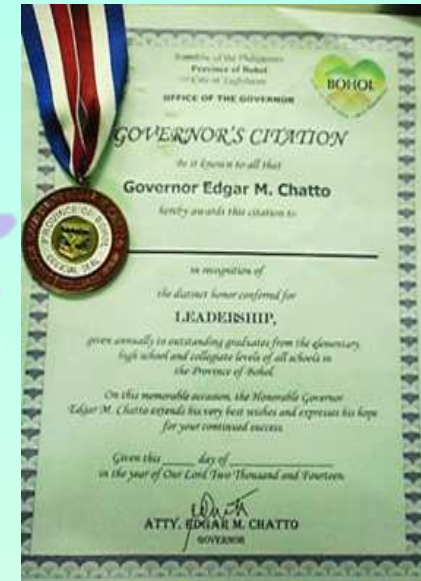 Republic of the Philippines
Province of Bohol
City of Tagbilaran
OFFICE OF THE GOVERNOR
BOHOL
GOVERNOR'S CITATION
Be it known to all that
Governor Edgar M. Chatto
hereby awards this citation to
in recognition of
the distinct honor conferred for
LEADERSHIP,
given annually to outstanding graduates from the elementary,
high school and collegiate levels of all schools in
the Province of Bohol.
On this memorable occasion, the Honorable Governor
Edgar M. Chatto extends his very best wishes and expresses his hope
for your continued success.
Given this _____ day of _______________
in the year of Our Lord Two Thousand and Fourteen.
ATTY. EDGAR M. CHATTO
GOVERNOR
PROVINCE OF BOHOL
OFFICIAL SEAL